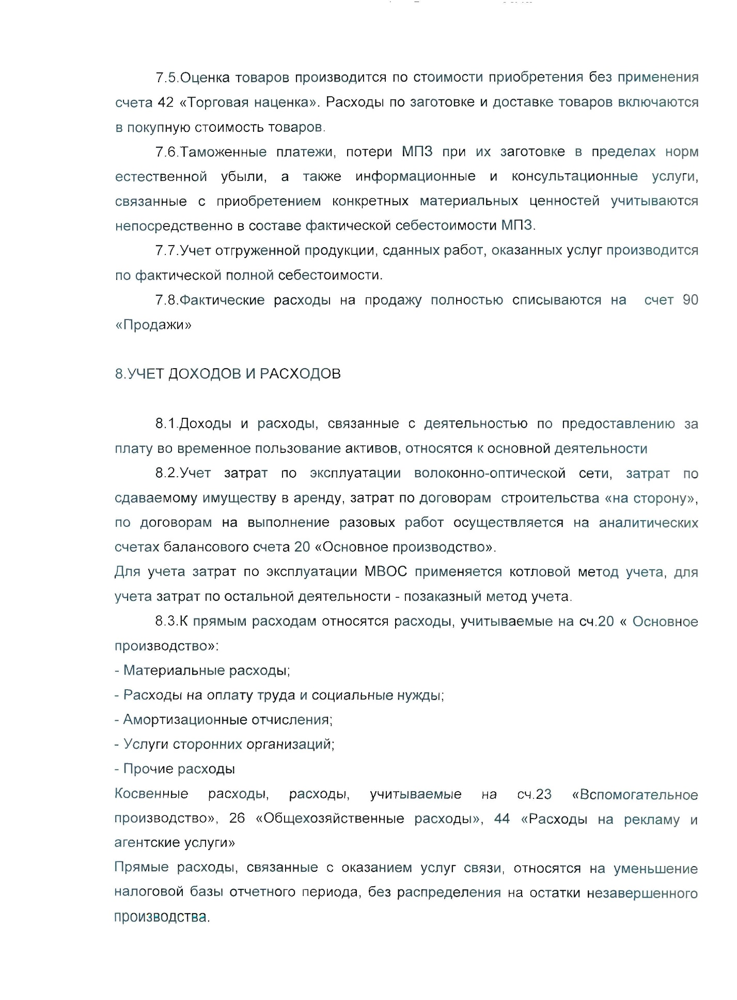 7.5.Оценка товаров производится по стоимости приобретения без применения
счета 42 «Торговая наценка». Расходы по заготовке и доставке товаров включаются
в покупную стоимость товаров.
7.6.Таможенные платежи, потери МПЗ при их заготовке в пределах норм
естественной убыли, а также информационные и консультационные услуги,
связанные с приобретением конкретных материальных ценностей учитываются
непосредственно в составе фактической себестоимости МПЗ.
7.7.Учет отгруженной продукции, сданных работ, оказанных услуг производится
по фактической полной себестоимости.
7.8.Фактические расходы на продажу полностью списываются на счет 90
«Продажи»
8.УЧЕТ ДОХОДОВ И РАСХОДОВ
8.1.Доходы и расходы, связанные с деятельностью по предоставлению за
плату во временное пользование активов, относятся к основной деятельности
8.2.Учет затрат по эксплуатации волоконно-оптической сети, затрат по
сдаваемому имуществу в аренду, затрат по договорам строительства «на сторону»,
по договорам на выполнение разовых работ осуществляется на аналитических
счетах балансового счета 20 «Основное производство».
Для учета затрат по эксплуатации МВОС применяется котловой метод учета, для
учета затрат по остальной деятельности - позаказный метод учета.
8.3.К прямым расходам относятся расходы, учитываемые на сч.20 « Основное
производство»:
- Материальные расходы;
- Расходы на оплату труда и социальные нужды;
- Амортизационные отчисления;
- Услуги сторонних организаций;
- Прочие расходы
Косвенные расходы, расходы, учитываемые на сч.23 «Вспомогательное
производство», 26 «Общехозяйственные расходы», 44 «Расходы на рекламу и
агентские услуги»
Прямые расходы, связанные с оказанием услуг связи, относятся на уменьшение
налоговой базы отчетного периода, без распределения на остатки незавершенного
производства.